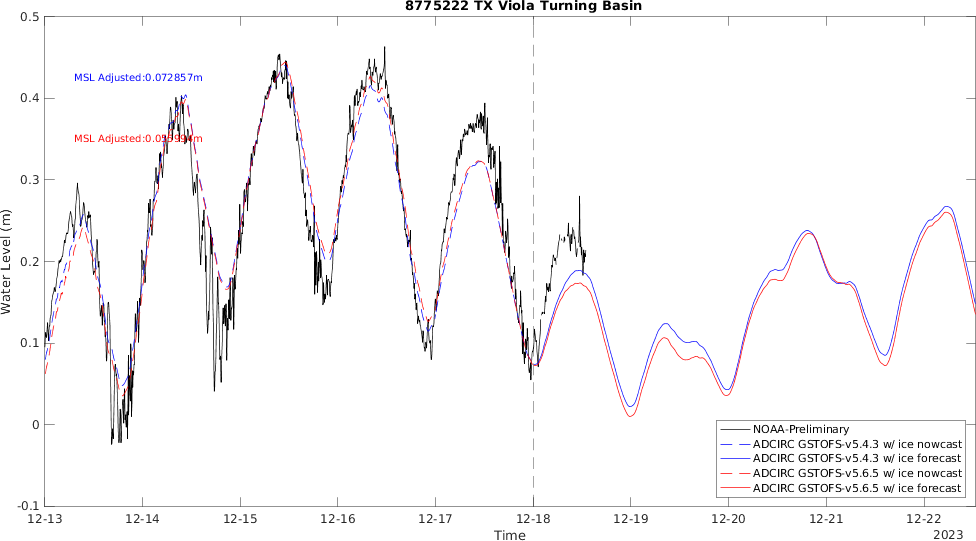 8775222 TX Viola Turning Basin
0.5
0.4
0.3
0.2
0.1
0
-0.1
Water Level (m)
MSL Adjusted:0.072857m
MSL
NOAA-Preliminary
ADCIRC GSTOFS-v5.4.3 w/ ice nowcast
ADCIRC GSTOFS-v5.4.3 w/ ice forecast
ADCIRC GSTOFS-v5.6.5 w/ ice nowcast
ADCIRC GSTOFS-v5.6.5 w/ ice forecast
12-13 12-14 12-15 12-16 12-17 12-18 12-19 12-20 12-21 12-22
Time
2023